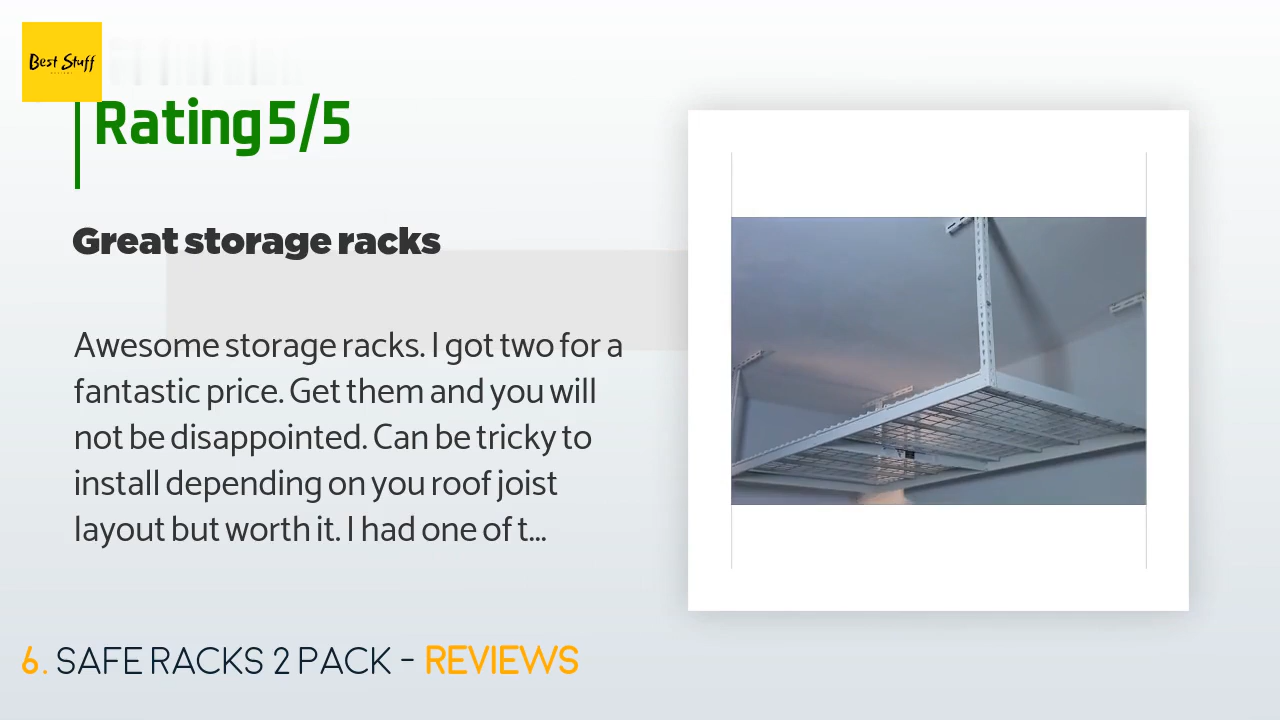 Best Stuff
Rating 5/5
Great storage racks
Awesome storage racks. I got two for a
fantastic price. Get them and you will
not be disappointed. Can be tricky to
install depending on you roof joist
layout but worth it. I had one of t...
6. SAFE RACKS 2 PACK - REVIEWS